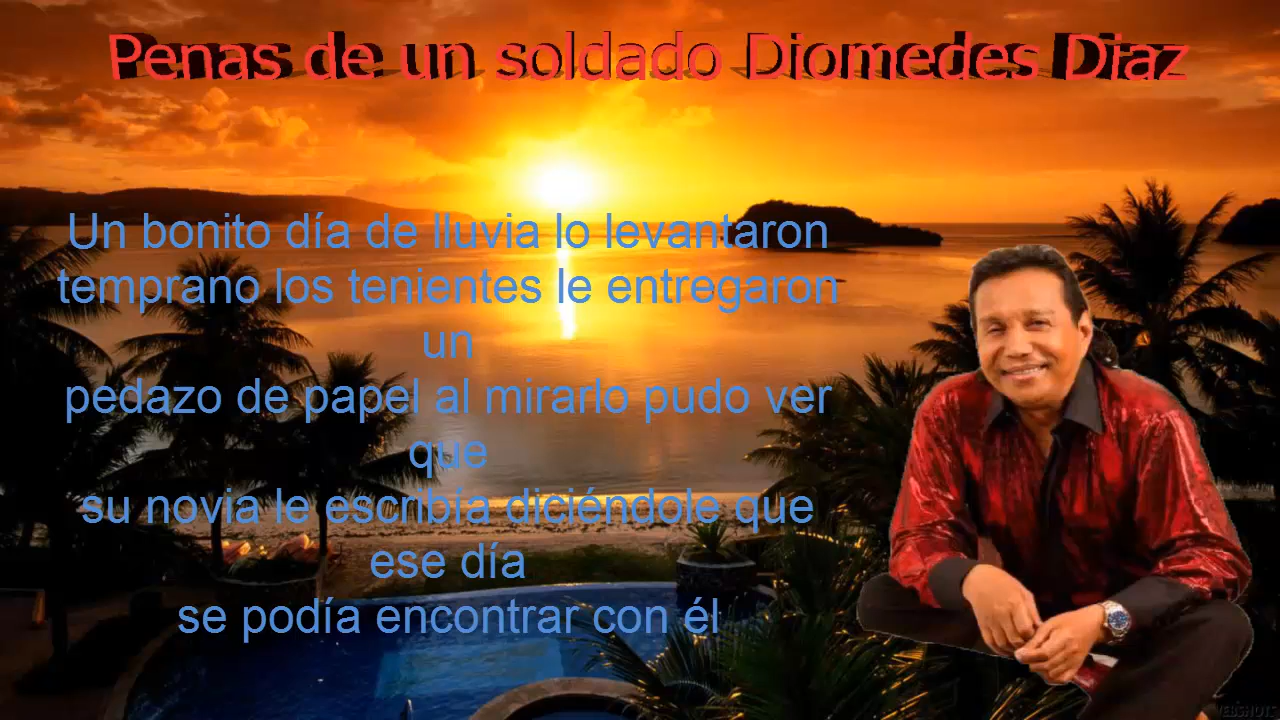 Penas de un soldado Diomedes Diaz
Un bonito día de lluvia lo levantaron
temprano los tenientes le entregaron
un
pedazo de papel al mirarlo pudo ver
que
su novia le escribía diciéndole que
ese día
se podía encontrar con él
WEBSHOTS